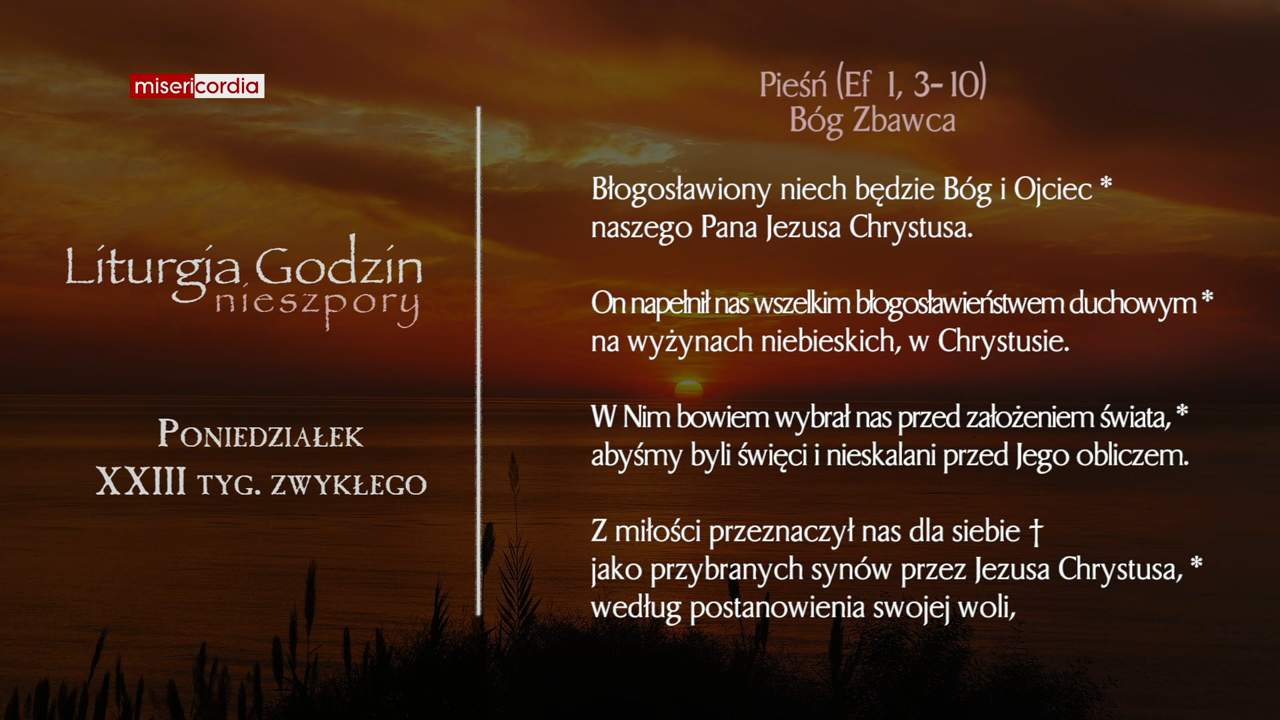 misericordia
Liturgia Godzin
nieszpory
Poniedziałek
XXIII tyg. zwykłego
Pieśń (Ef 1, 3-10)
Bóg Zbawca
Błogosławiony niech będzie Bóg i Ojciec *
naszego Pana Jezusa Chrystusa.
On napełnił nas wszelkim błogosławieństwem duchowym *
na wyżynach niebieskich, w Chrystusie.
W Nim bowiem wybrał nas przed założeniem świata, *
abyśmy byli święci i nieskalani przed Jego obliczem.
Z miłości przeznaczył nas dla siebie †
jako przybranych synów przez Jezusa Chrystusa, *
według postanowienia swojej woli,